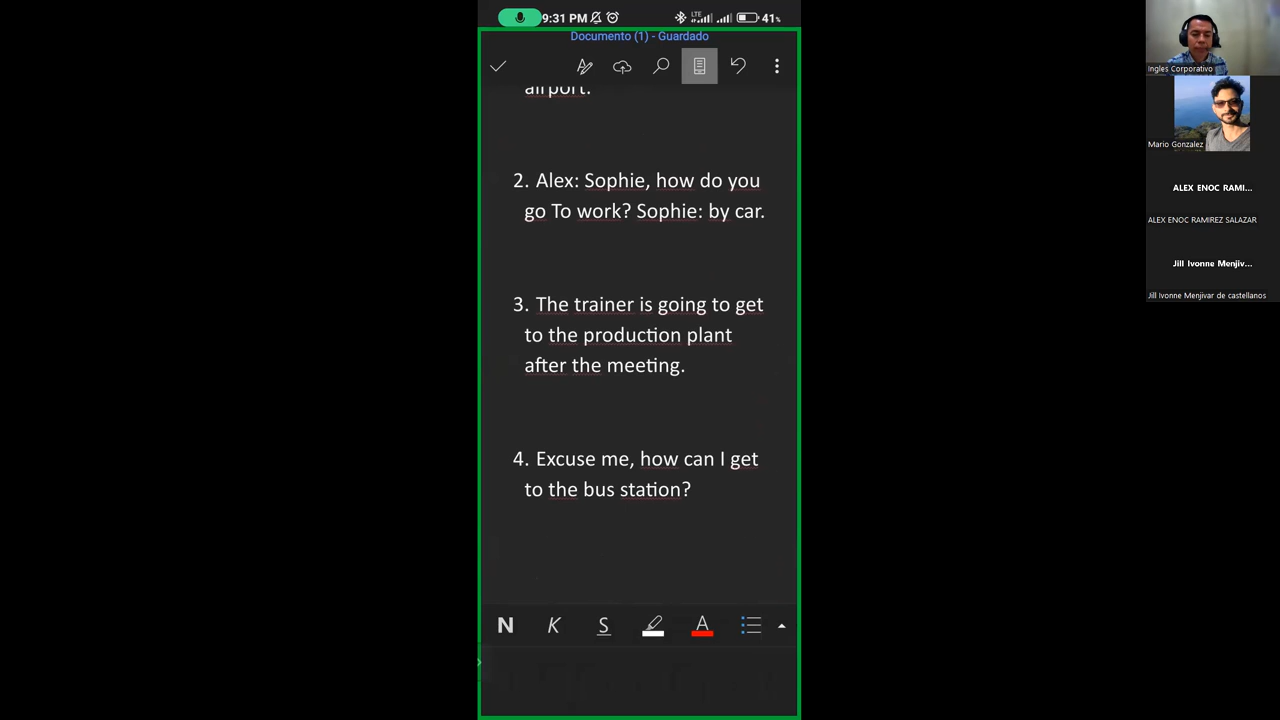 9:31 PM
LTE
41%
Documento (1) - Guardado
airport.
2. Alex: Sophie, how do you
go To work? Sophie: by car.
3. The trainer is going to get
to the production plant
after the meeting.
4. Excuse me, how can I get
to the bus station?
N K S A
Ingles Corporativo
Mario Gonzalez
ALEX ENOC RAMI...
ALEX ENOC RAMIREZ SALAZAR
Jill Ivonne Menjiv...
Jill Ivonne Menjivar de castellanos